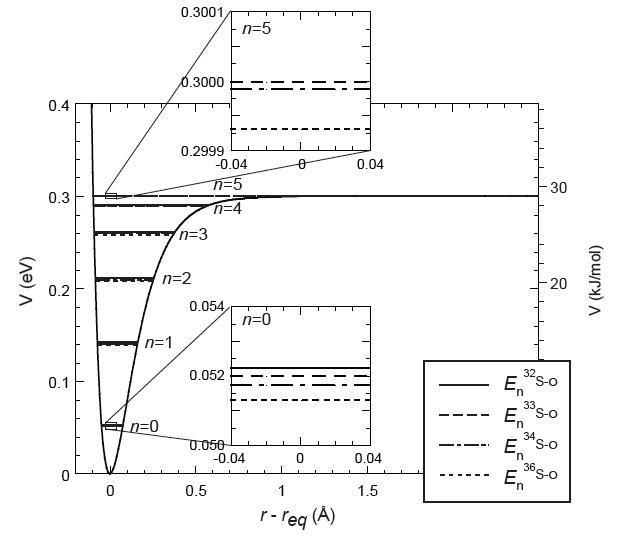 0.3001
n=5
0.3000
0.2999
-0.04 0 0.04
0.4
0.3
0.2
0.1
0
V (eV)
30
20
V (kJ/mol)
n=5
n=4
n=3
n=2
n=1
n=0
0.054
n=0
0.052
0.050
-0.04 0 0.04
E_n^32S-O
E_n^33S-O
E_n^34S-O
E_n^36S-O
0 0.5 1 1.5
r - r_eq (Å)